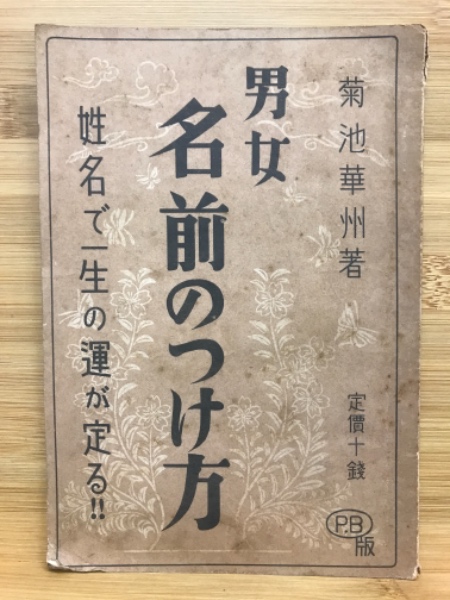 菊池華州著
定價十錢
P.B版
男女
名前のつけ方
姓名で一生の運が定る!!